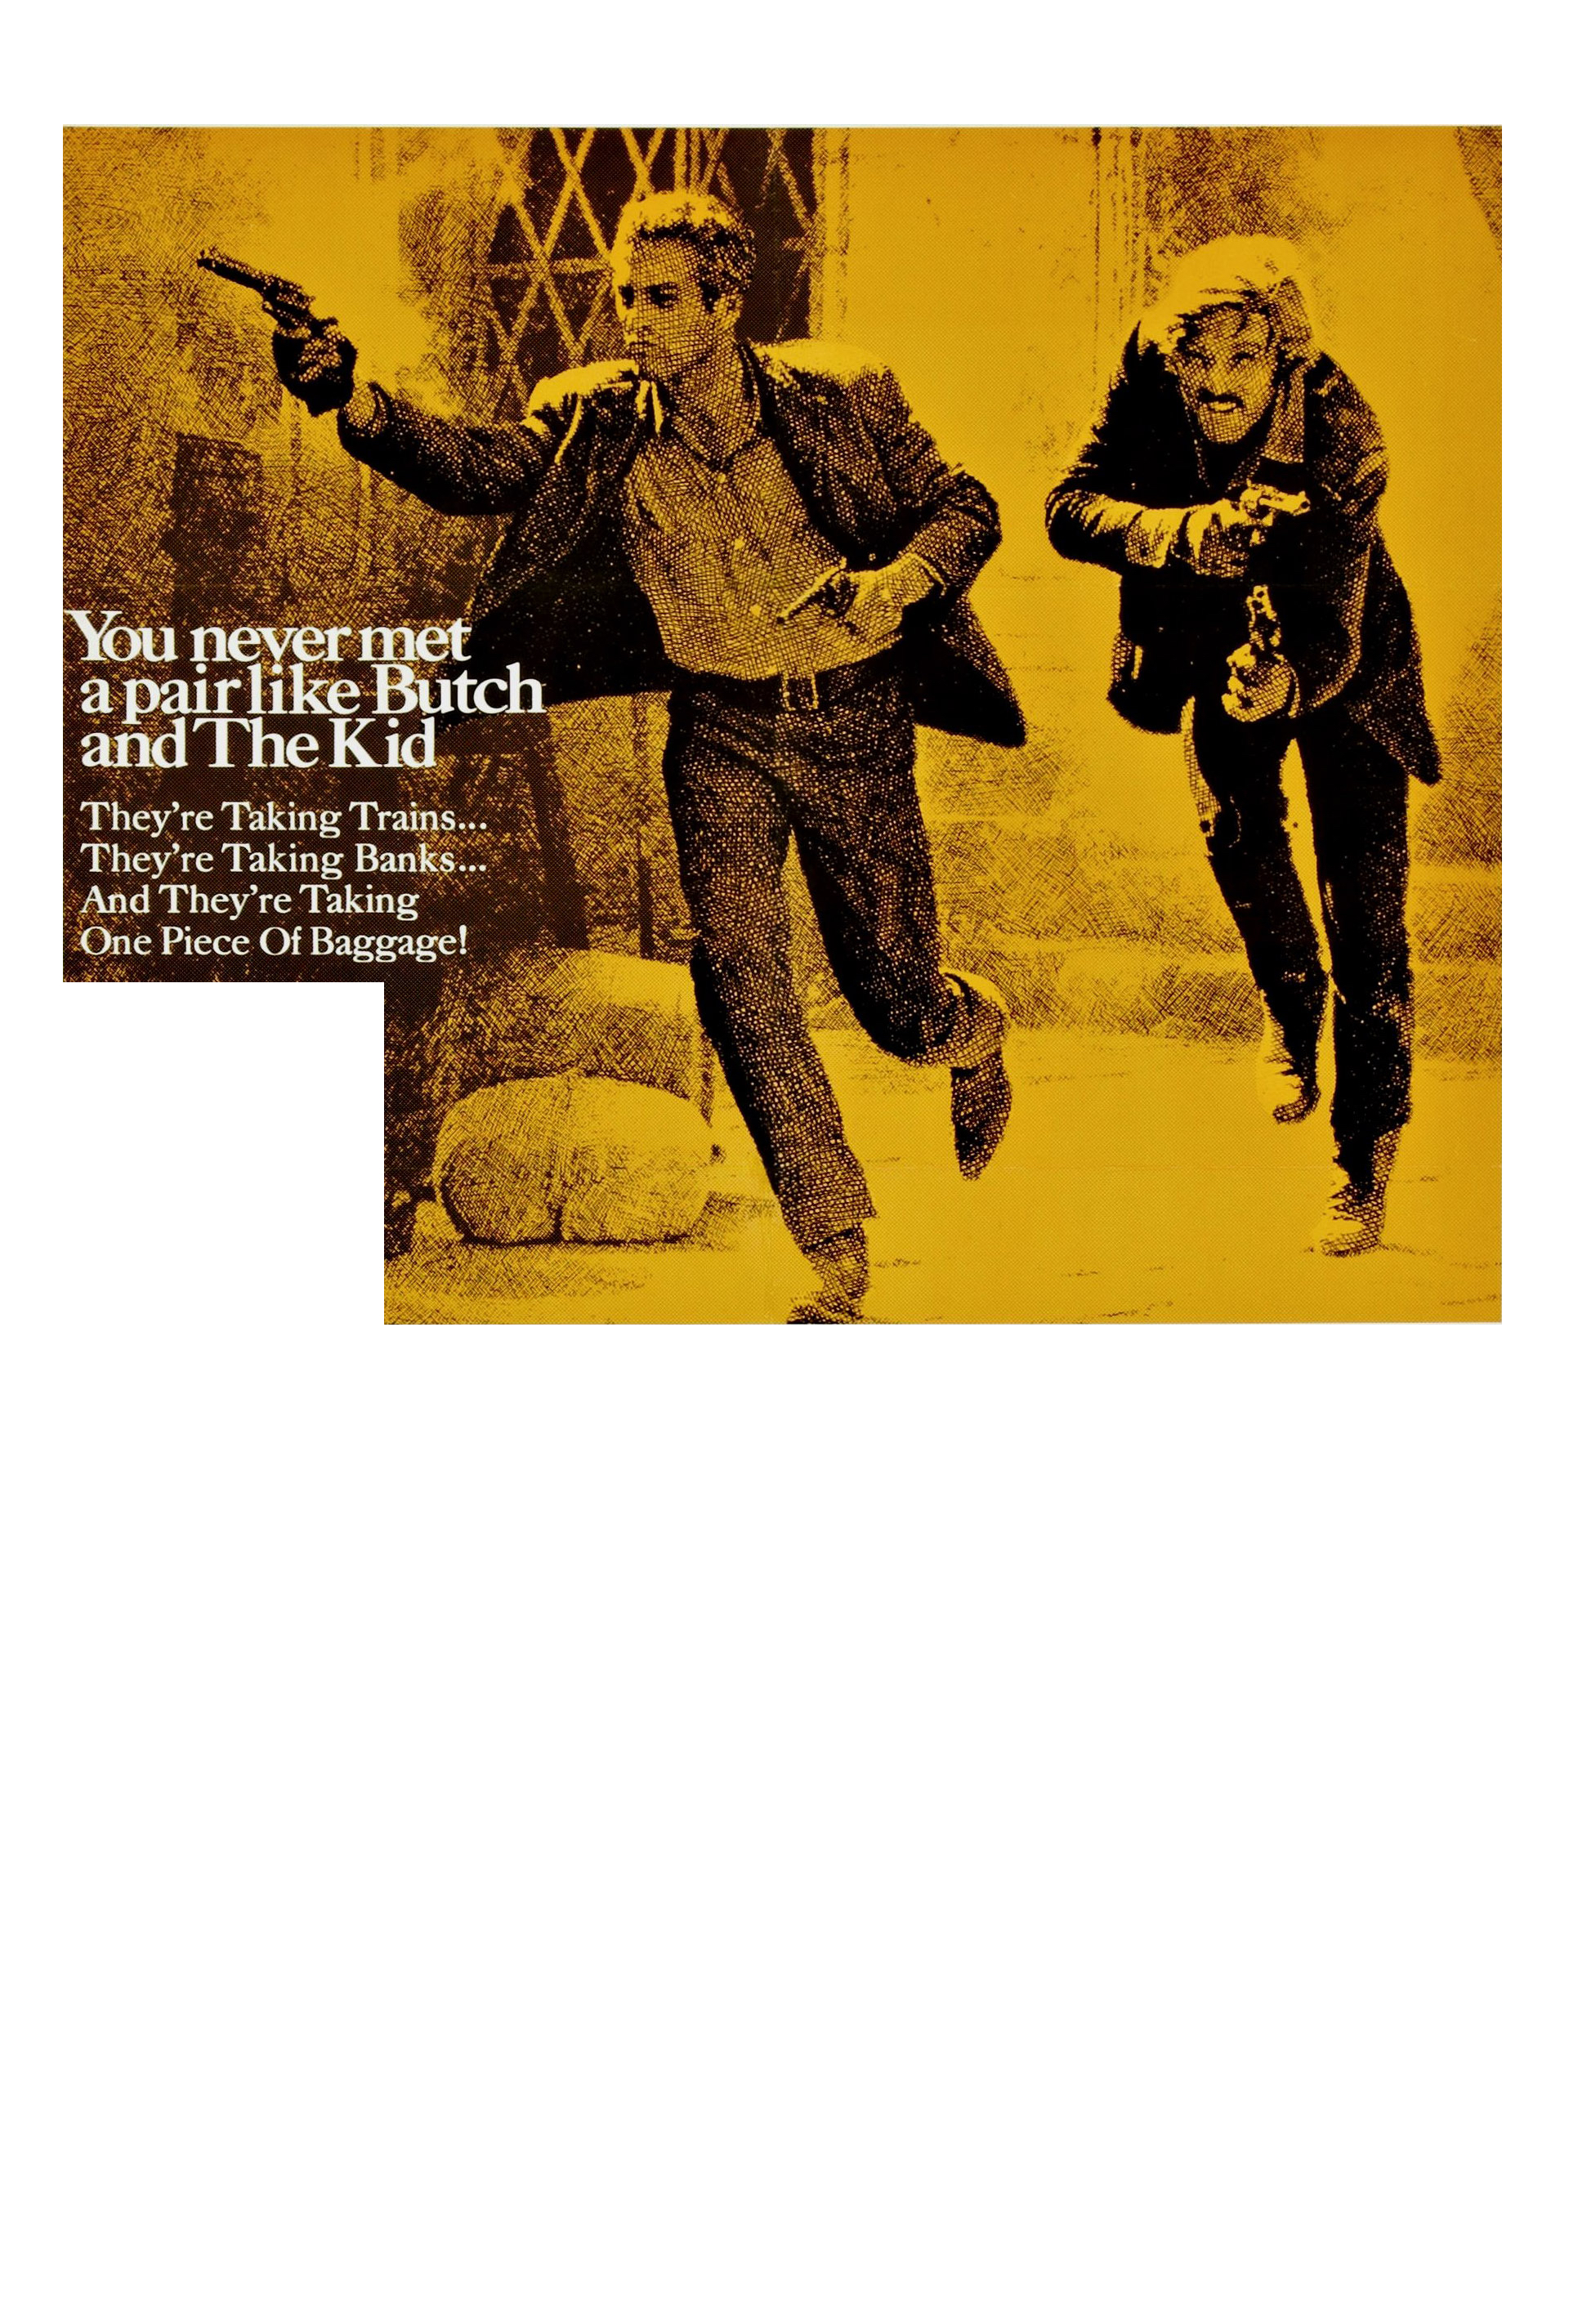 You never met
a pair like Butch
and The Kid
They're Taking Trains...
They're Taking Banks...
And They're Taking
One Piece Of Baggage!